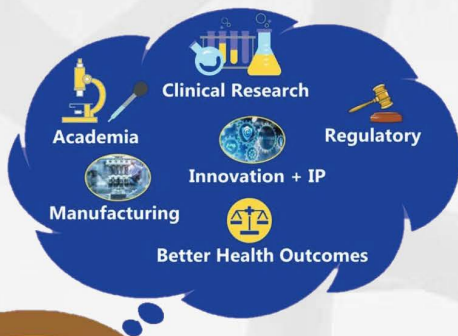 Clinical Research
Academia
Regulatory
Innovation + IP
Manufacturing
Better Health Outcomes